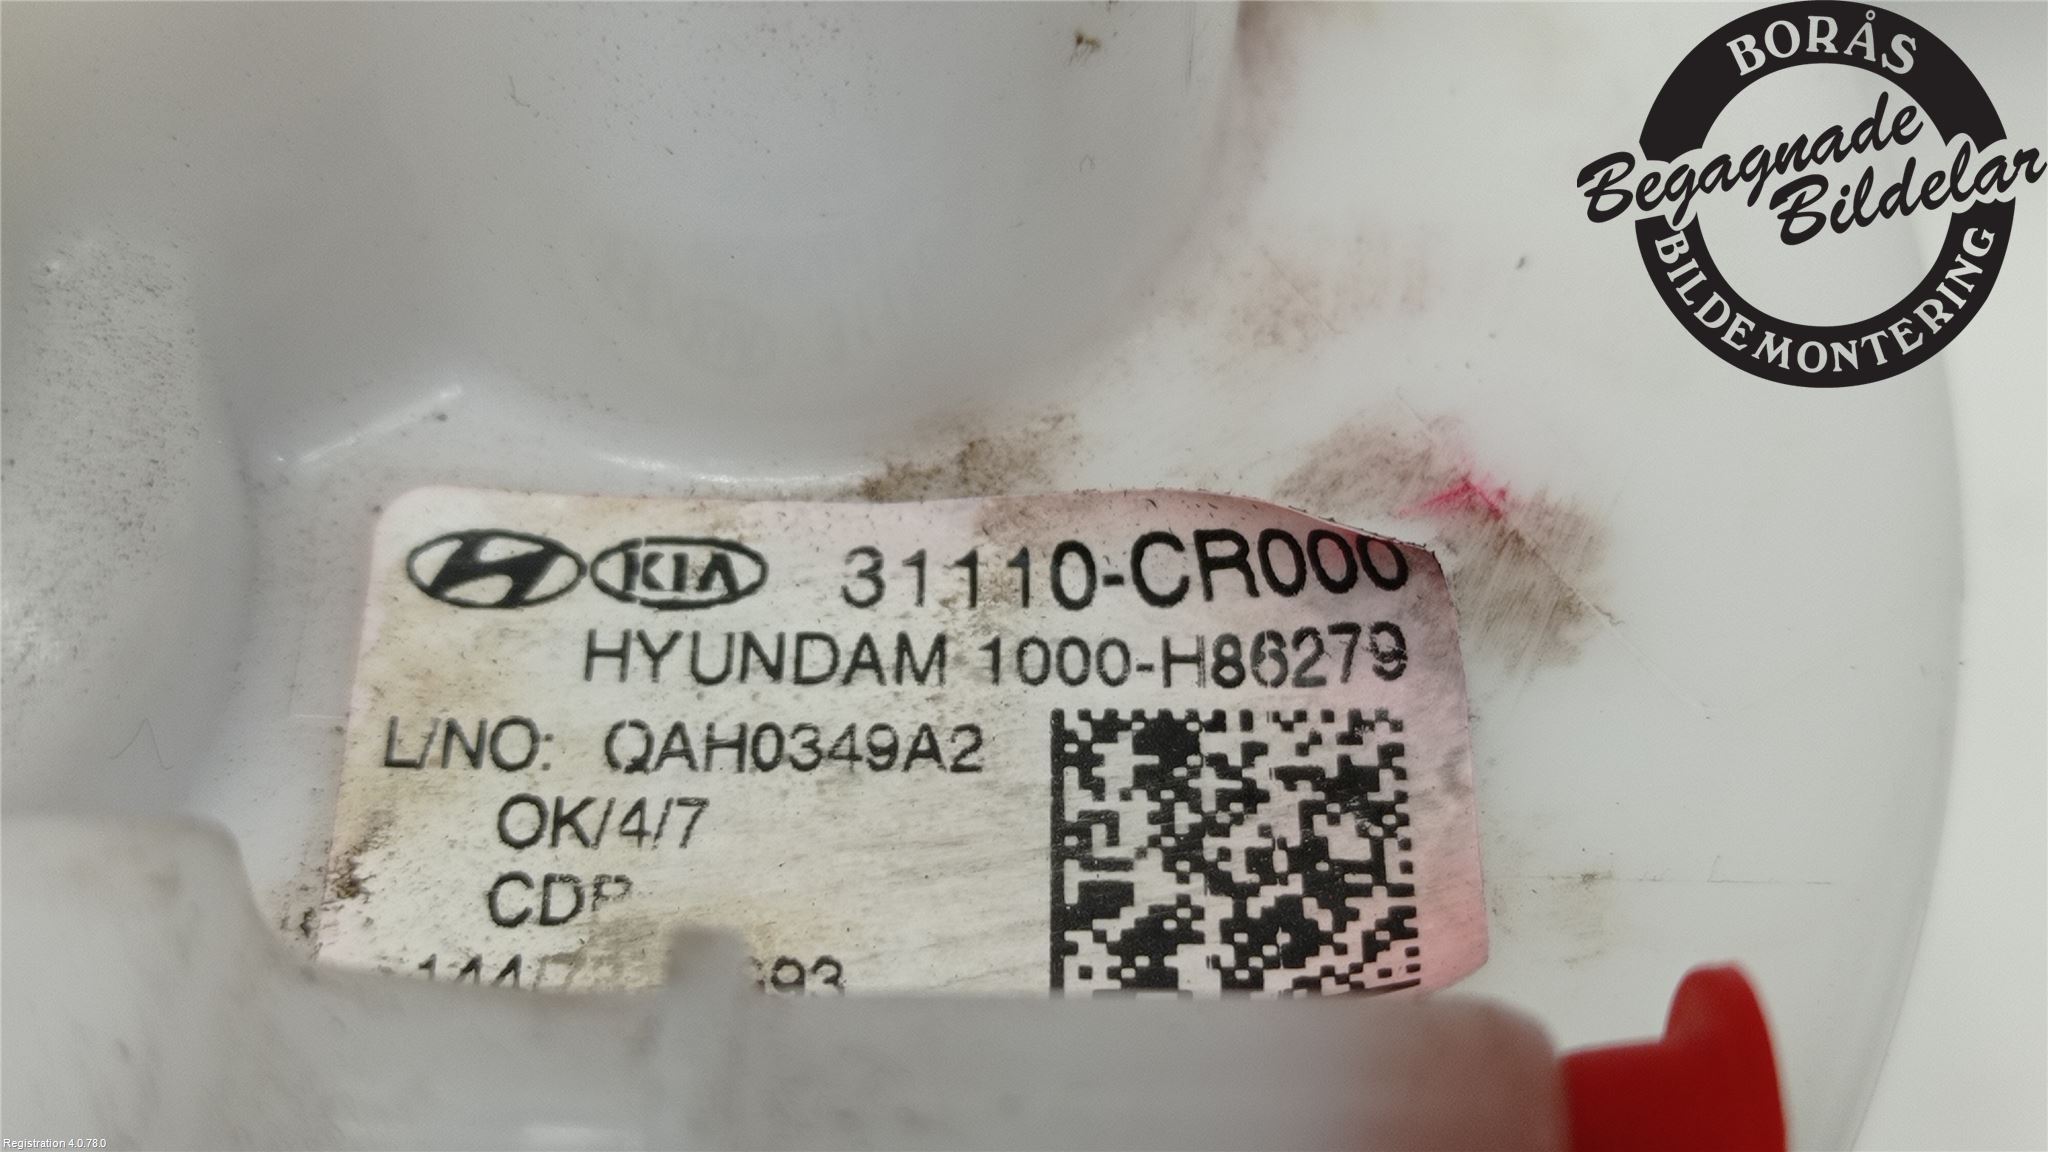 BORÅS
Begagnade
Bildelar
BILDEMONTERING
KIA 31110-CR000
HYUNDAM 1000-H86279
L/NO: QAH0349A2
OK/4/7
Registration 4.0.78.0